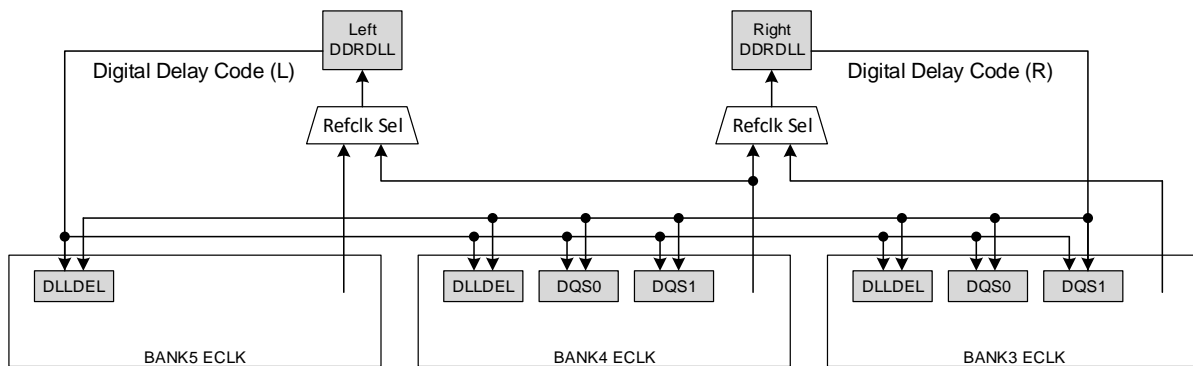 Left
DDRDLL
Right
DDRDLL
Digital Delay Code (L)
Digital Delay Code (R)
Refclk Sel
Refclk Sel
DLLDEL
DLLDEL
DQS0
DQS1
DLLDEL
DQS0
DQS1
BANK5 ECLK
BANK4 ECLK
BANK3 ECLK